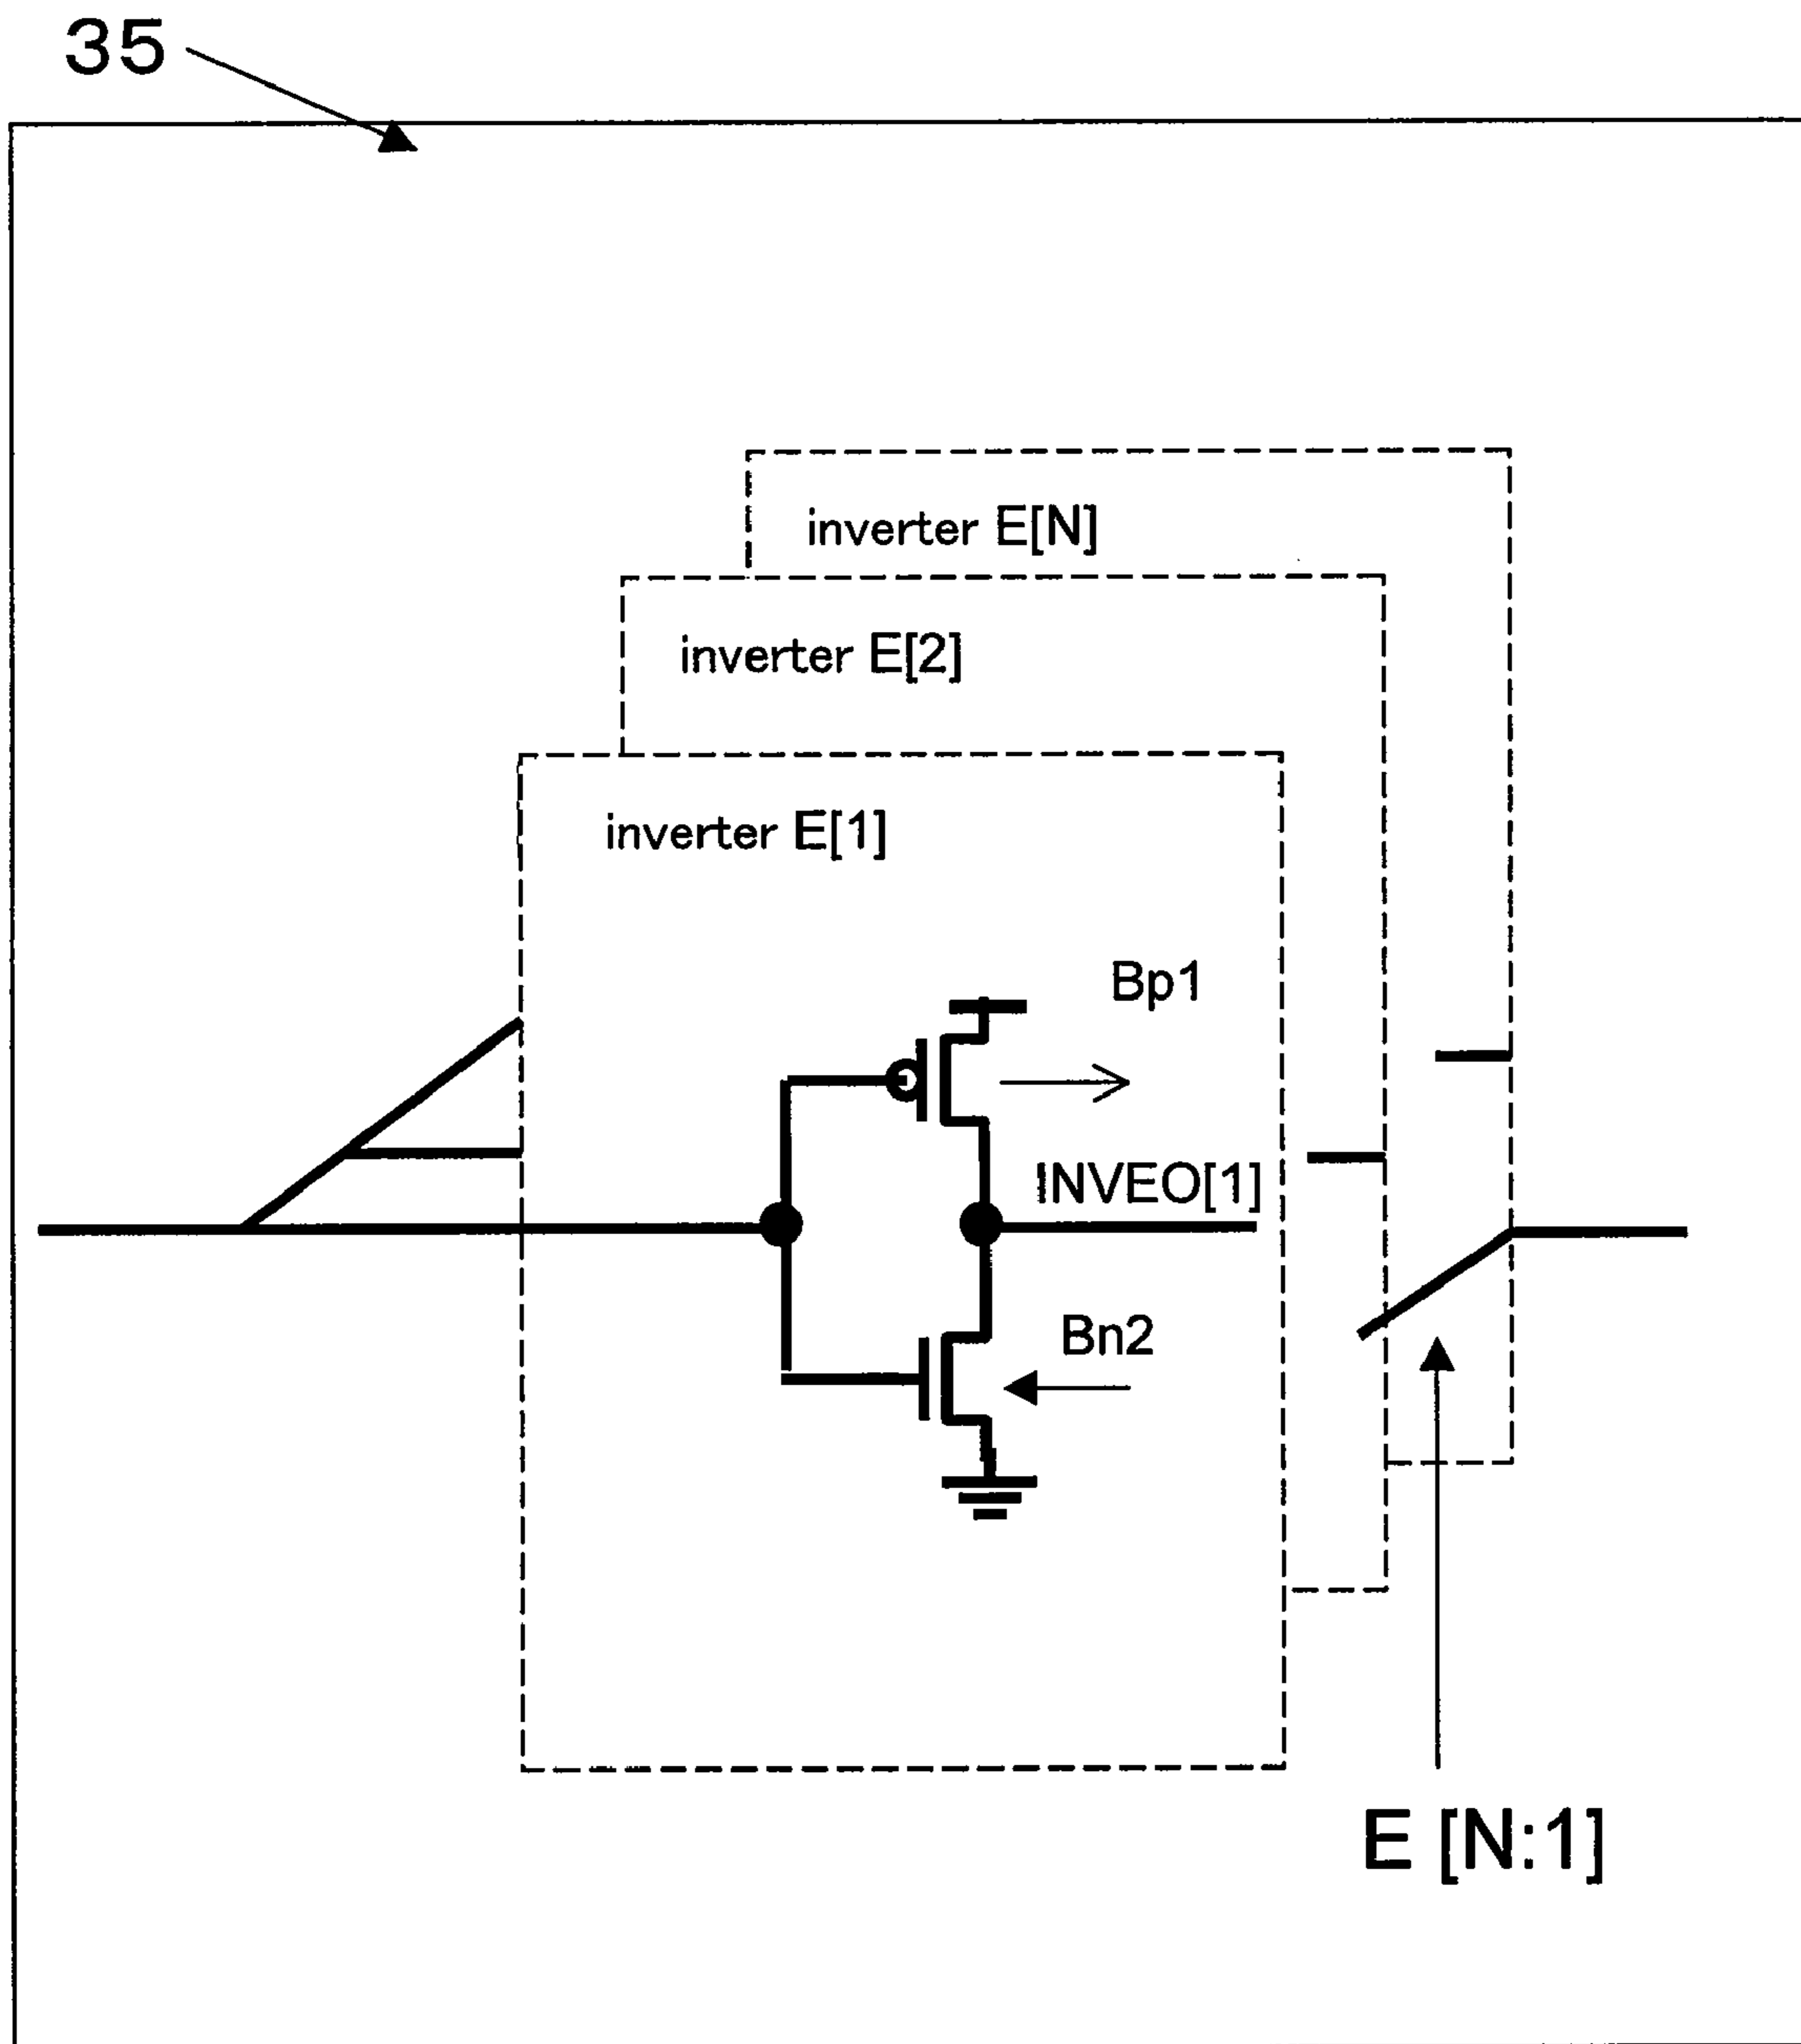 35
inverter E[N]
inverter E[2]
inverter E[1]
Bp1
INVEO[1]
Bn2
E [N:1]